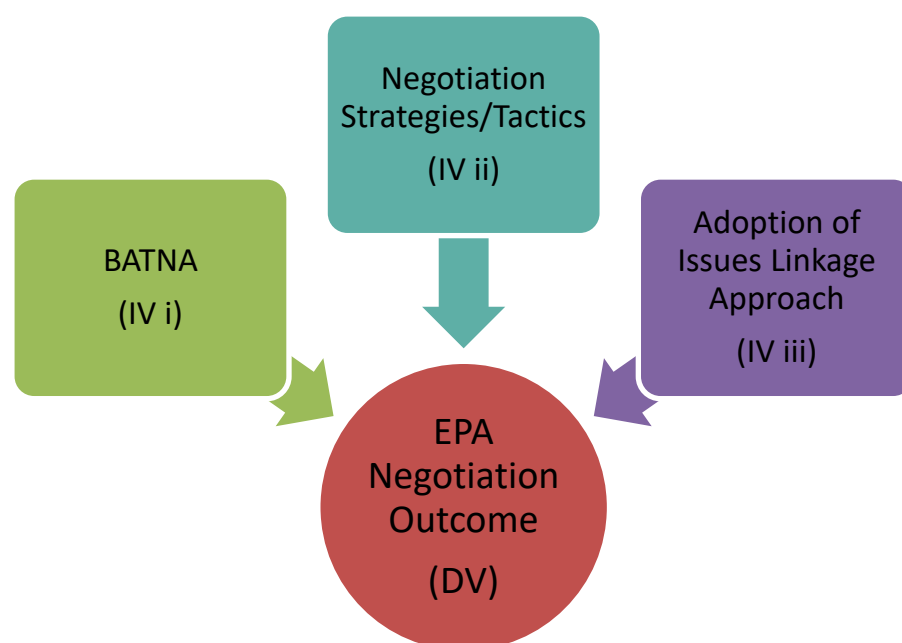 Negotiation
Strategies/Tactics
(IV ii)
BATNA
(IV i)
Adoption of
Issues Linkage
Approach
(IV iii)
EPA
Negotiation
Outcome
(DV)